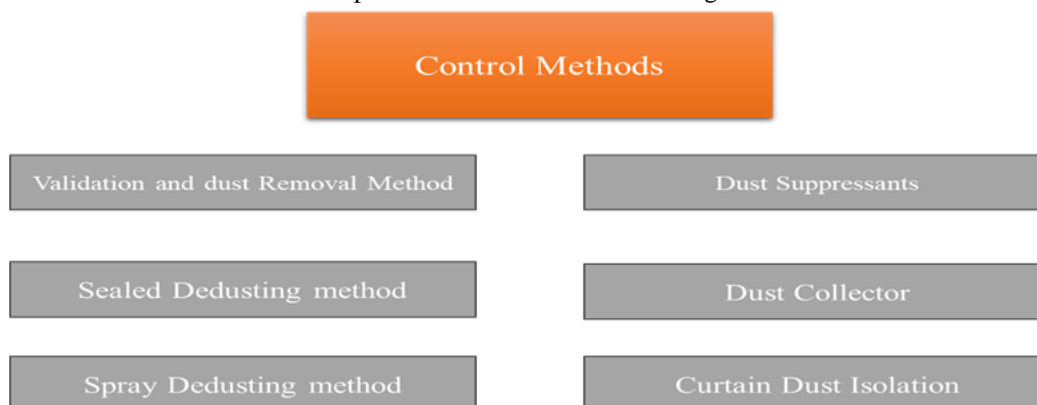 Control Methods
Validation and dust Removal Method
Dust Suppressants
Sealed Dedusting method
Dust Collector
Spray Dedusting method
Curtain Dust Isolation